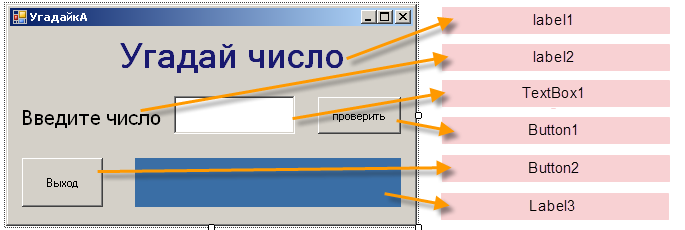 УгадайкА
Угадай число
label1
label2
Введите число
проверить
TextBox1
Button1
Выход
Button2
Label3